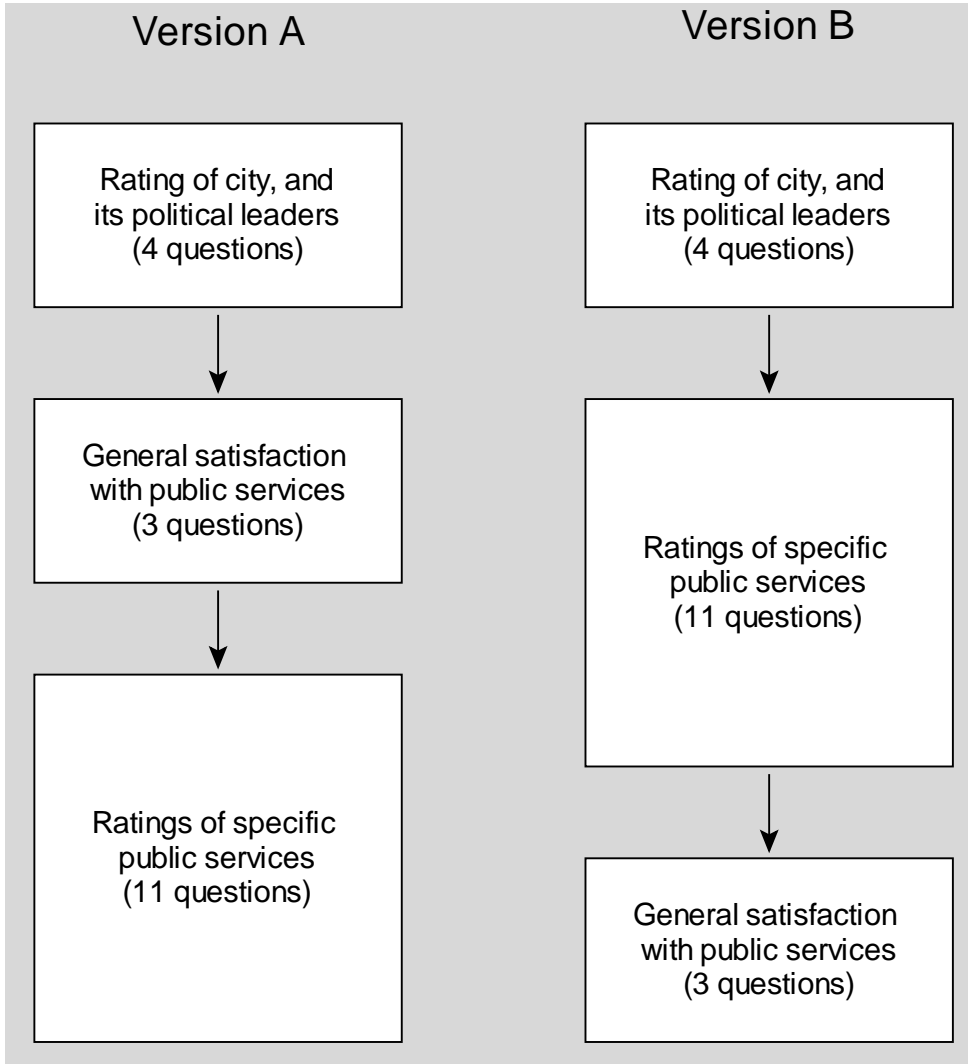 Version A
Rating of city, and
its political leaders
(4 questions)
General satisfaction
with public services
(3 questions)
Ratings of specific
public services
(11 questions)
Version B
Rating of city, and
its political leaders
(4 questions)
Ratings of specific
public services
(11 questions)
General satisfaction
with public services
(3 questions)